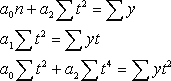 a₀n + a₂∑t² = ∑y
a₁∑t² = ∑yt
a₀∑t² + a₂∑t⁴ = ∑yt²